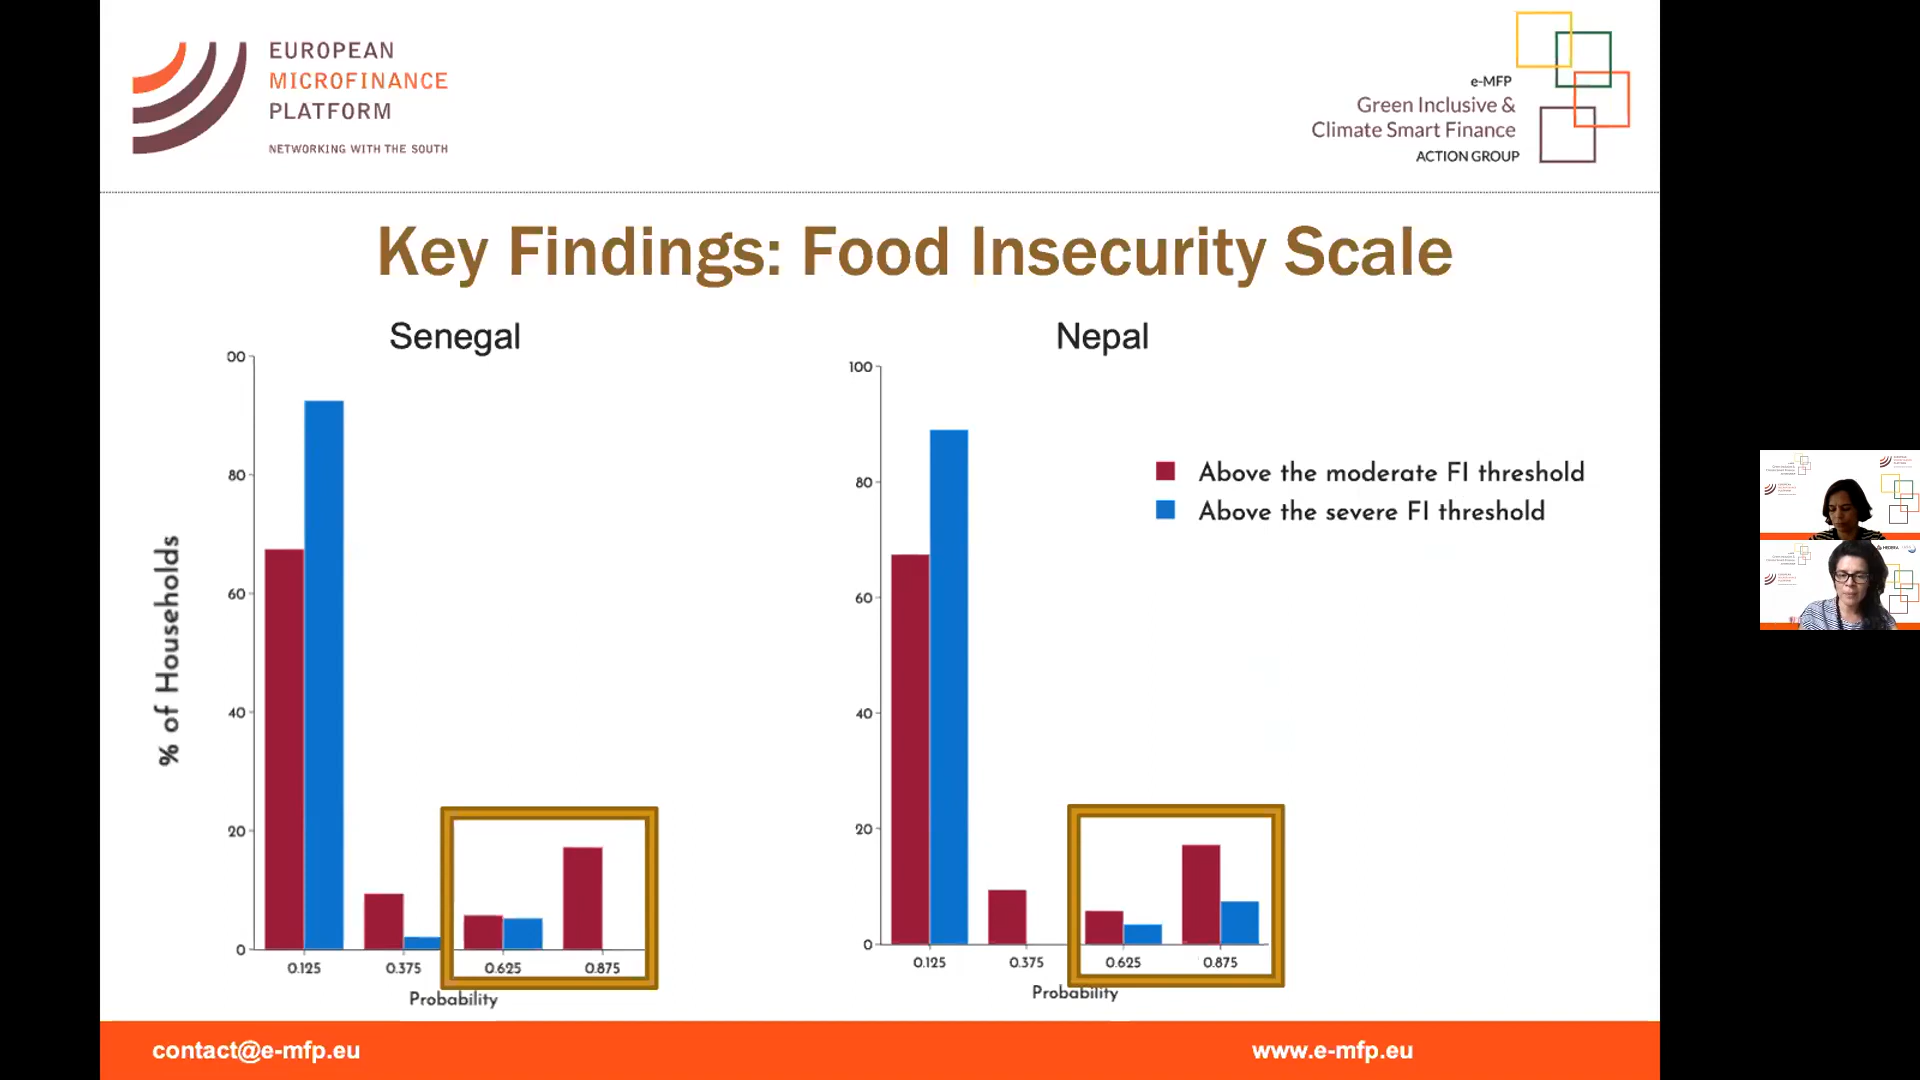 EUROPEAN
MICROFINANCE
PLATFORM
NETWORKING WITH THE SOUTH
e-MFP
Green Inclusive &
Climate Smart Finance
ACTION GROUP
Key Findings: Food Insecurity Scale
Senegal
00
80
60
40
20
0
% of Households
0.125
0.375
0.625
0.875
Probability
Nepal
100
80
60
40
20
0
0.125
0.375
0.625
0.875
Probability
Above the moderate FI threshold
Above the severe FI threshold
contact@e-mfp.eu
www.e-mfp.eu